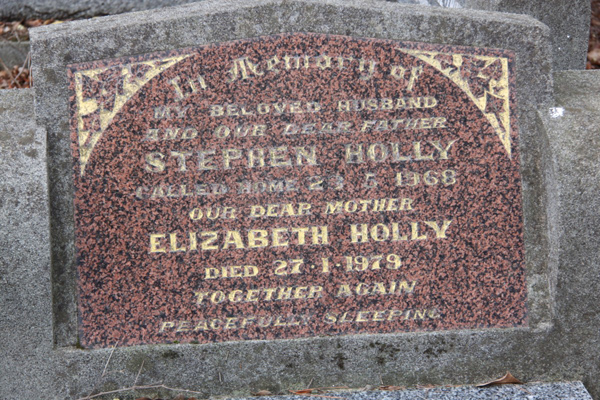 In Memory of
MY BELOVED HUSBAND
AND OUR DEAR FATHER
STEPHEN HOLLY
CALLED HOME 5 1968
OUR DEAR MOTHER
ELIZABETH HOLLY
DIED 27·1·1979
TOGETHER AGAIN
PEACEFULLY SLEEPING